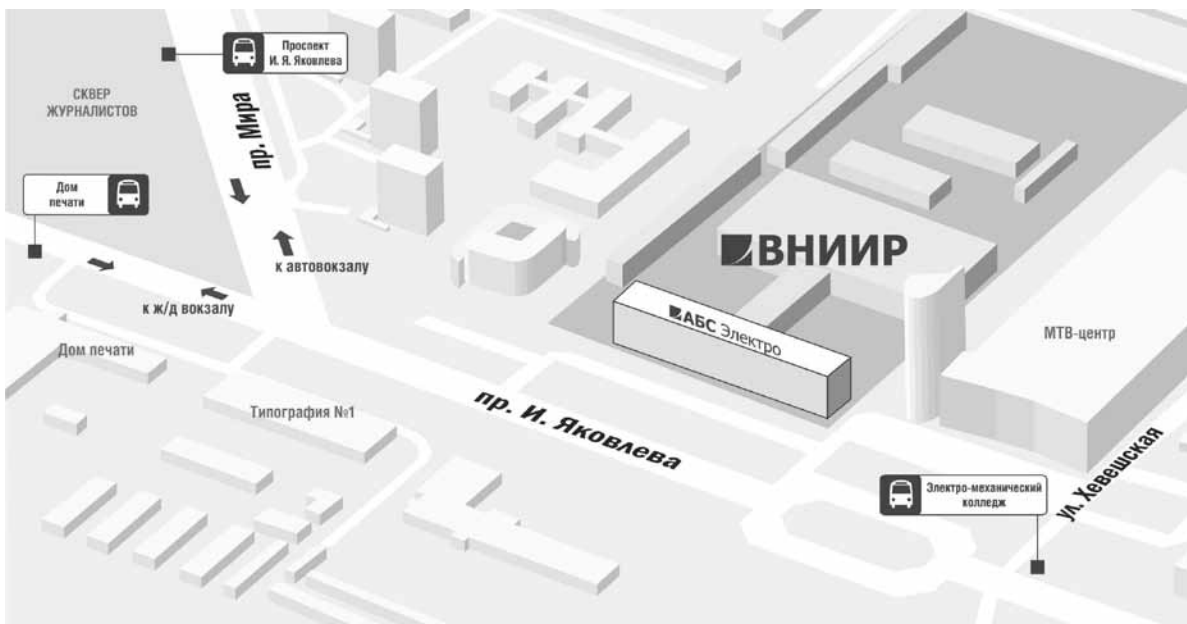 Проспект
И. Я. Яковлева
СКВЕР
ЖУРНАЛИСТОВ
пр. Мира
Дом
печати
к автовокзалу
к ж/д вокзалу
ВНИИР
АБС Электро
МТВ-центр
Дом печати
Типография №1
пр. И. Яковлева
ул. Хевешская
Электро-механический
колледж